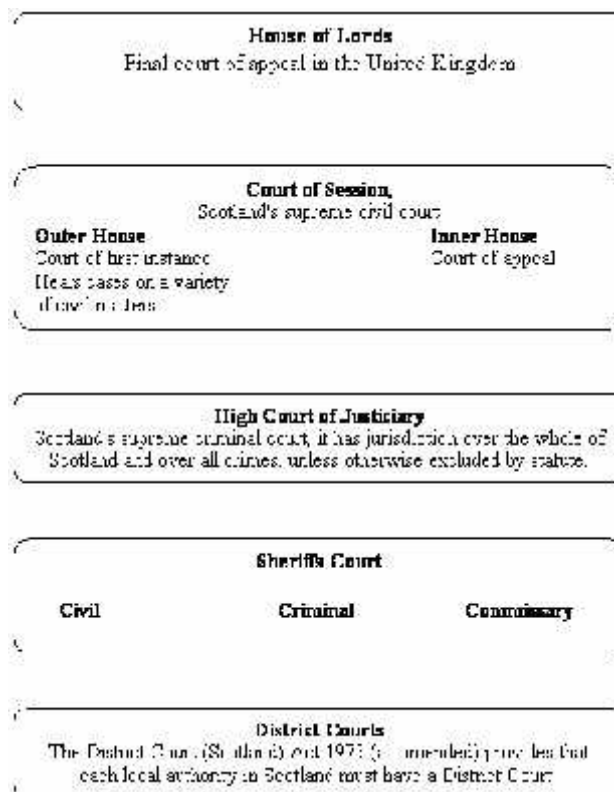 House of Lords
Final court of appeal in the United Kingdom
Court of Session,
Scotland's supreme civil court
Outer House
Court of first instance
Hears cases on a variety
of civil matters
Inner House
Court of appeal
High Court of Justiciary
Scotland's supreme criminal court, it has jurisdiction over the whole of
Scotland and over all crimes, unless otherwise excluded by statute.
Sheriffs Court
Civil Criminal Commissary
District Courts
The District Court (Scotland) Act (as amended) provides that
each local authority in Scotland must have a District Court